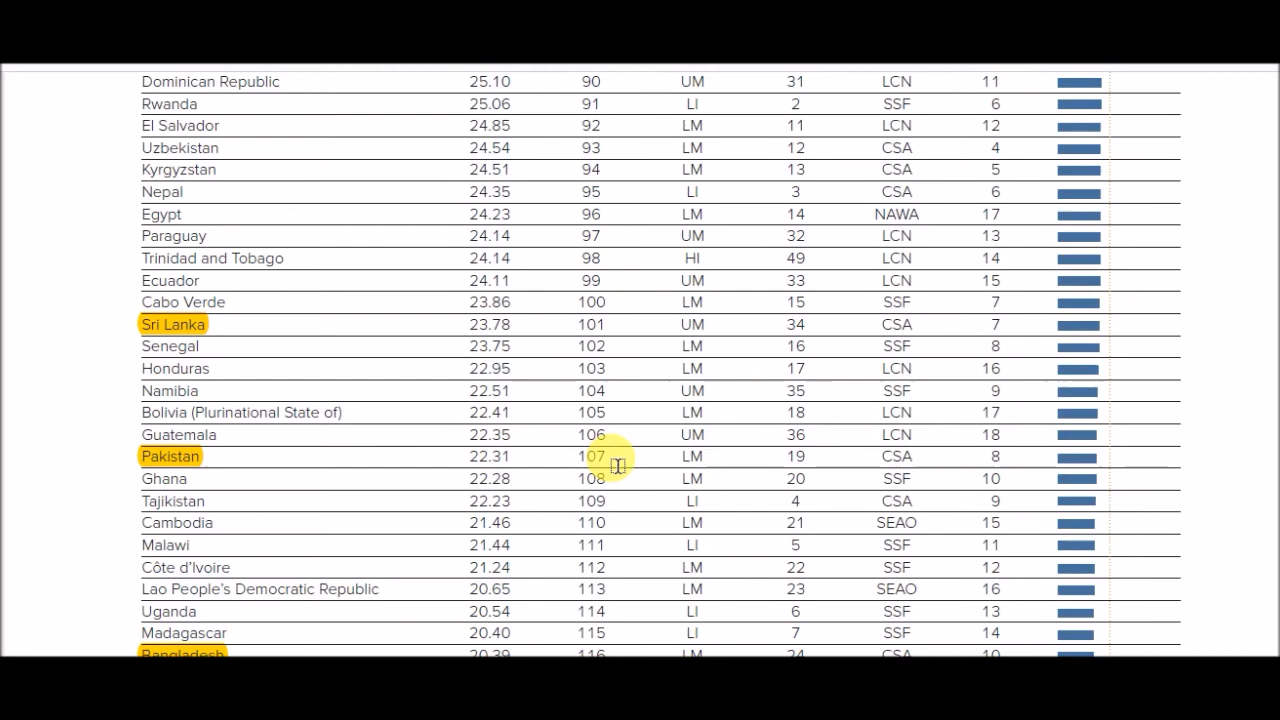 Dominican Republic 25.10 90 UM 31 LCN 11
Rwanda 25.06 91 LI 2 SSF 6
El Salvador 24.85 92 LM 11 LCN 12
Uzbekistan 24.54 93 LM 12 CSA 4
Kyrgyzstan 24.51 94 LM 13 CSA 5
Nepal 24.35 95 LI 3 CSA 6
Egypt 24.23 96 LM 14 NAWA 17
Paraguay 24.14 97 UM 32 LCN 13
Trinidad and Tobago 24.14 98 HI 49 LCN 14
Ecuador 24.11 99 UM 33 LCN 15
Cabo Verde 23.86 100 LM 15 SSF 7
Sri Lanka 23.78 101 UM 34 CSA 7
Senegal 23.75 102 LM 16 SSF 8
Honduras 22.95 103 LM 17 LCN 16
Namibia 22.51 104 UM 35 SSF 9
Bolivia (Plurinational State of) 22.41 105 LM 18 LCN 17
Guatemala 22.35 106 UM 36 LCN 18
Pakistan 22.31 107 LM 19 CSA 8
Ghana 22.28 108 LM 20 SSF 10
Tajikistan 22.23 109 LI 4 CSA 9
Cambodia 21.46 110 LM 21 SEAO 15
Malawi 21.44 111 LI 5 SSF 11
Côte d'Ivoire 21.24 112 LM 22 SSF 12
Lao People's Democratic Republic 20.65 113 LM 23 SEAO 16
Uganda 20.54 114 LI 6 SSF 13
Madagascar 20.40 115 LI 7 SSF 14
Bangladesh 20.39 116 LM 24 CSA 10